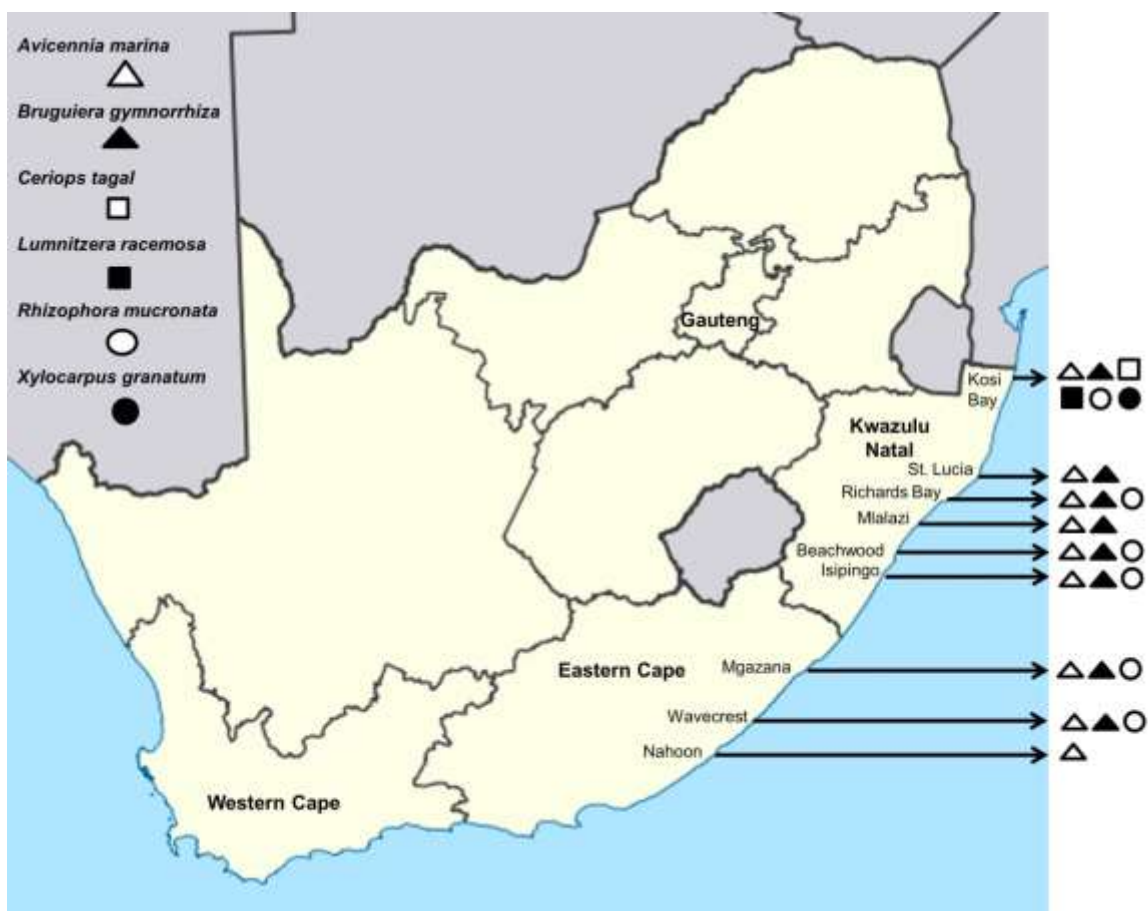 Avicennia marina
Bruguiera gymnorrhiza
Ceriops tagal
Lumnitzera racemosa
Rhizophora mucronata
Xylocarpus granatum
Gauteng
Kosi
Bay
Kwazulu
Natal
St. Lucia
Richards Bay
Mlalazi
Beachwood
Isipingo
Eastern Cape
Mgazana
Wavecrest
Nahoon
Western Cape